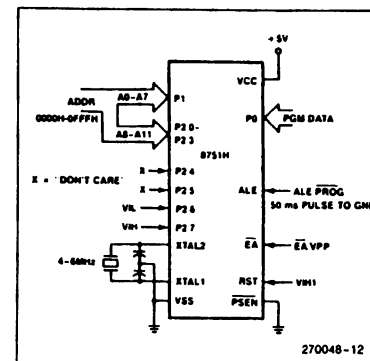 +5V
VCC
ADDR
0000H-0FFFH
A0-A7
P1
A8-A11
P2 0-
P2 3
P0
PGM DATA
8751H
X = 'DON'T CARE'
X
P2 4
X
P2 5
VIL
P2 6
VIH
P2 7
ALE
ALE PROG
50 ms PULSE TO GND
XTAL2
4-6MHz
XTAL1
VSS
EA
EA VPP
RST
VIH1
PSEN
270048-12